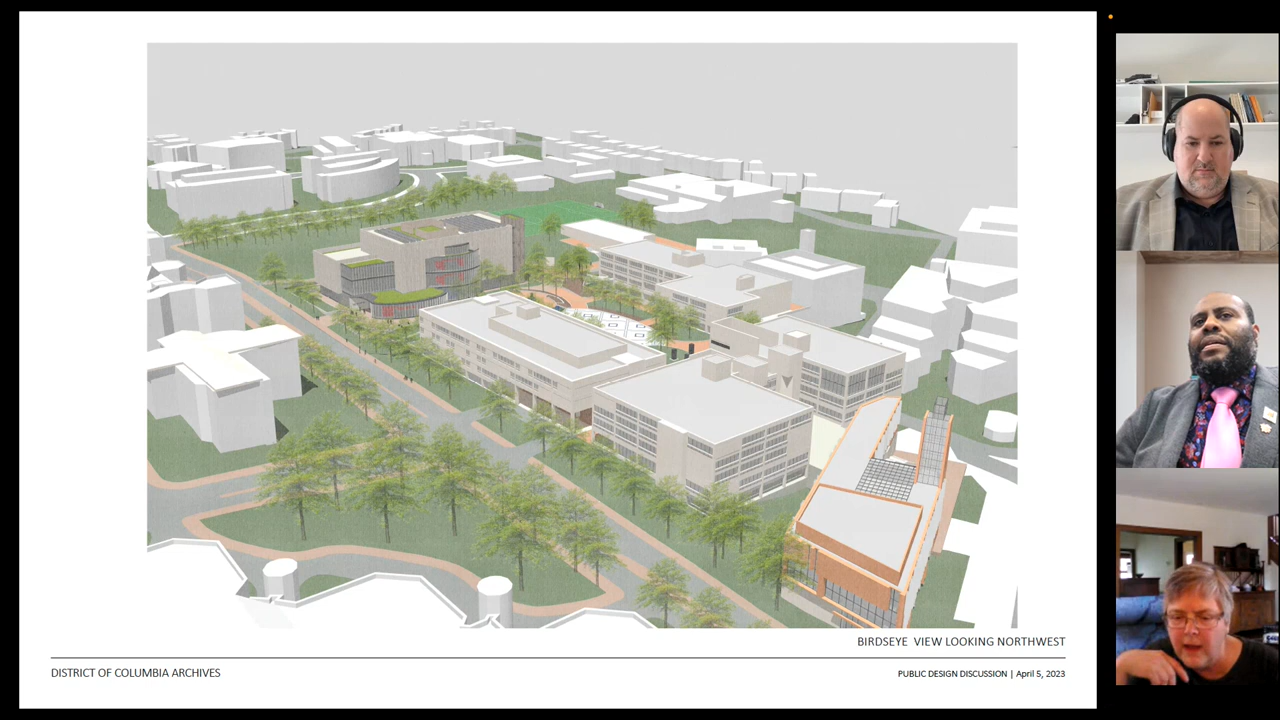 BIRDSEYE VIEW LOOKING NORTHWEST
DISTRICT OF COLUMBIA ARCHIVES
PUBLIC DESIGN DISCUSSION | April 5, 2023